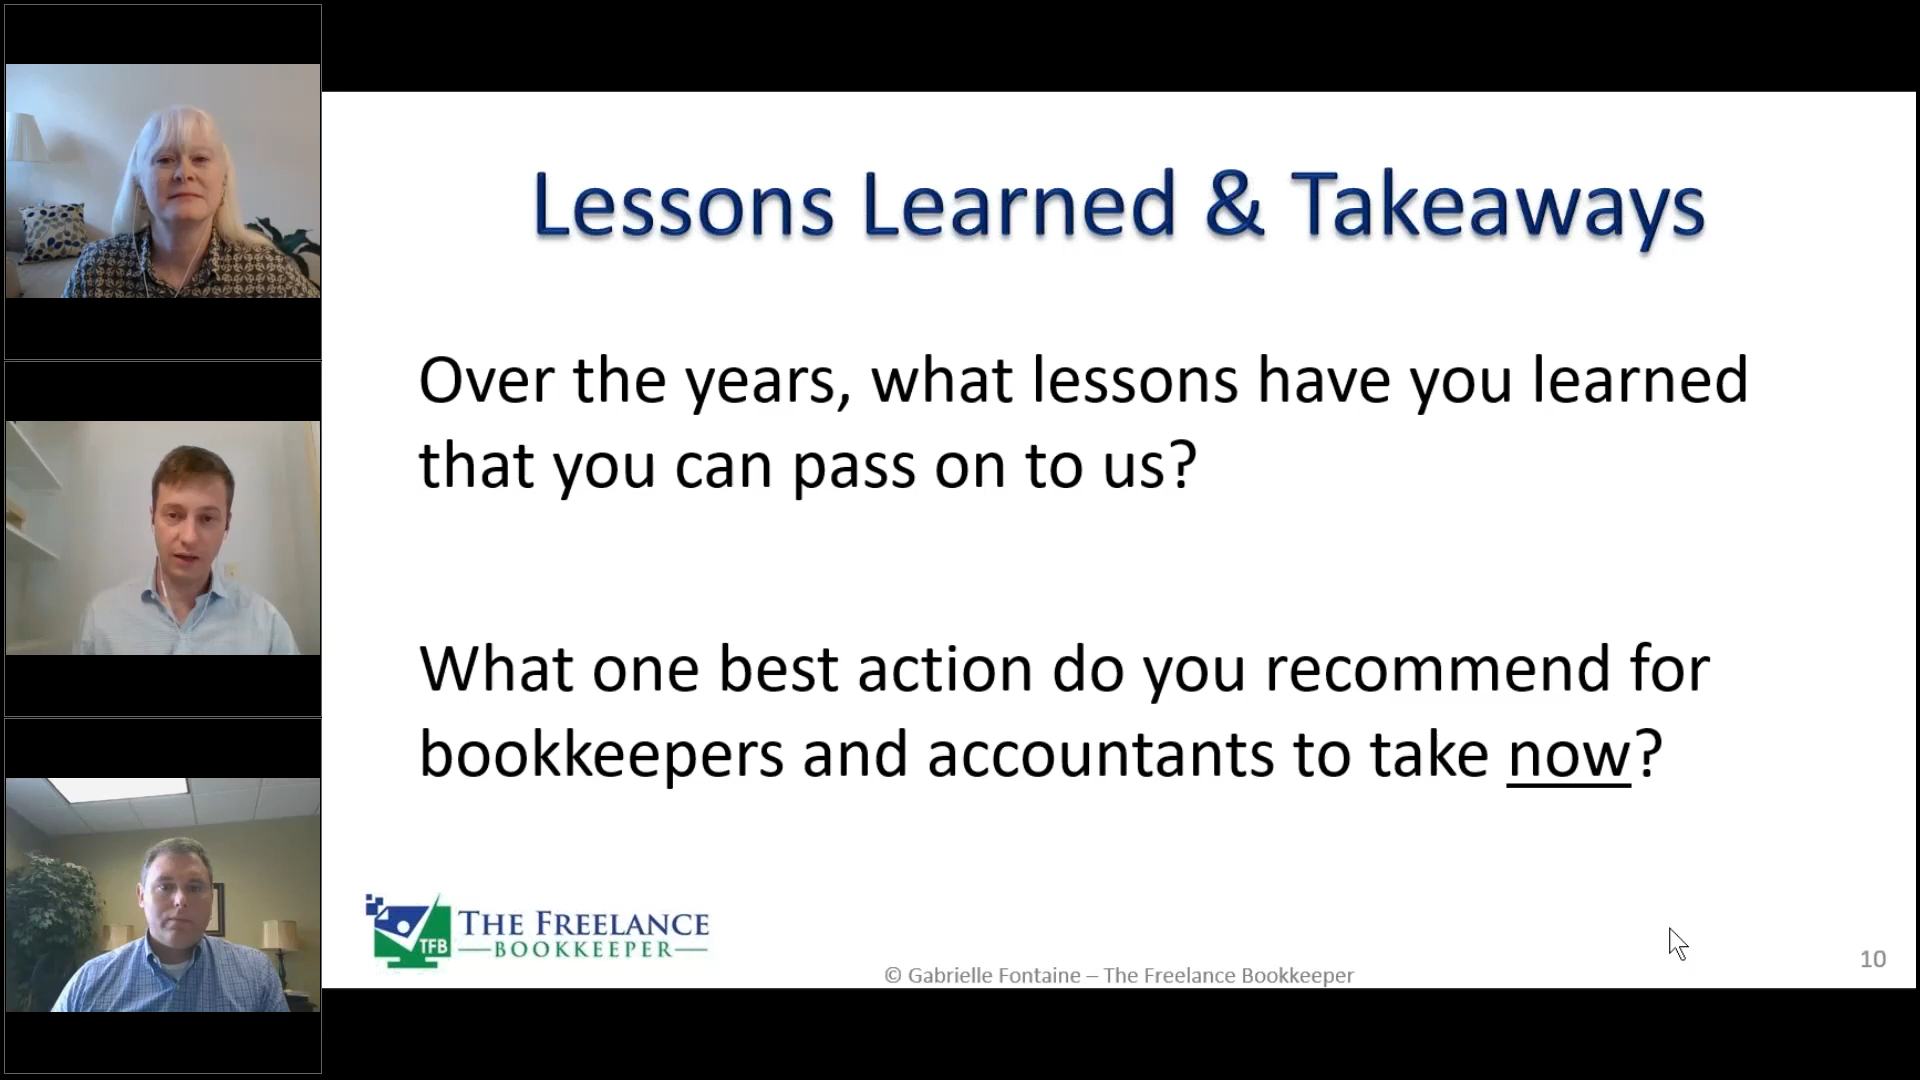 Lessons Learned & Takeaways
Over the years, what lessons have you learned
that you can pass on to us?
What one best action do you recommend for
bookkeepers and accountants to take now?
TFB
THE FREELANCE
BOOKKEEPER
© Gabrielle Fontaine – The Freelance Bookkeeper
10